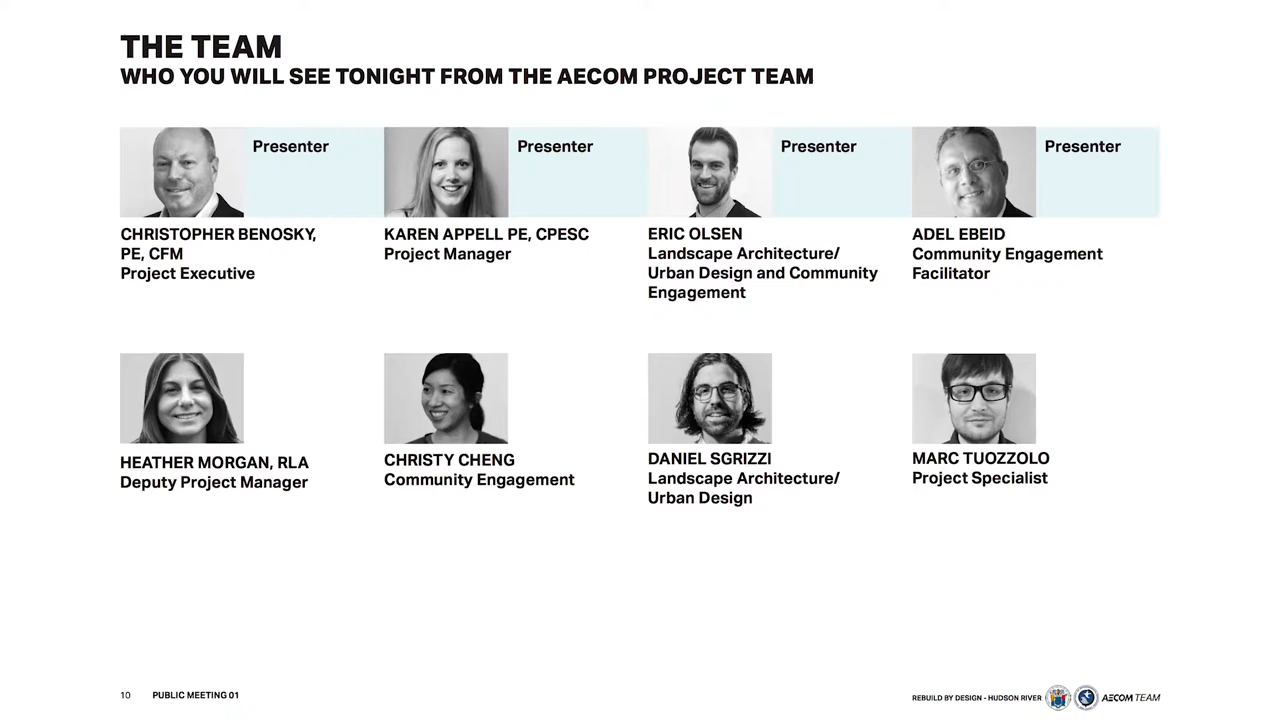 THE TEAM
WHO YOU WILL SEE TONIGHT FROM THE AECOM PROJECT TEAM
Presenter
CHRISTOPHER BENOSKY,
PE, CFM
Project Executive
Presenter
KAREN APPELL PE, CPESC
Project Manager
Presenter
ERIC OLSEN
Landscape Architecture/
Urban Design and Community
Engagement
Presenter
ADEL EBEID
Community Engagement
Facilitator
HEATHER MORGAN, RLA
Deputy Project Manager
CHRISTY CHENG
Community Engagement
DANIEL SGRIZZI
Landscape Architecture/
Urban Design
MARC TUOZZOLO
Project Specialist
10 PUBLIC MEETING 01
REBUILD BY DESIGN - HUDSON RIVER AECOM TEAM